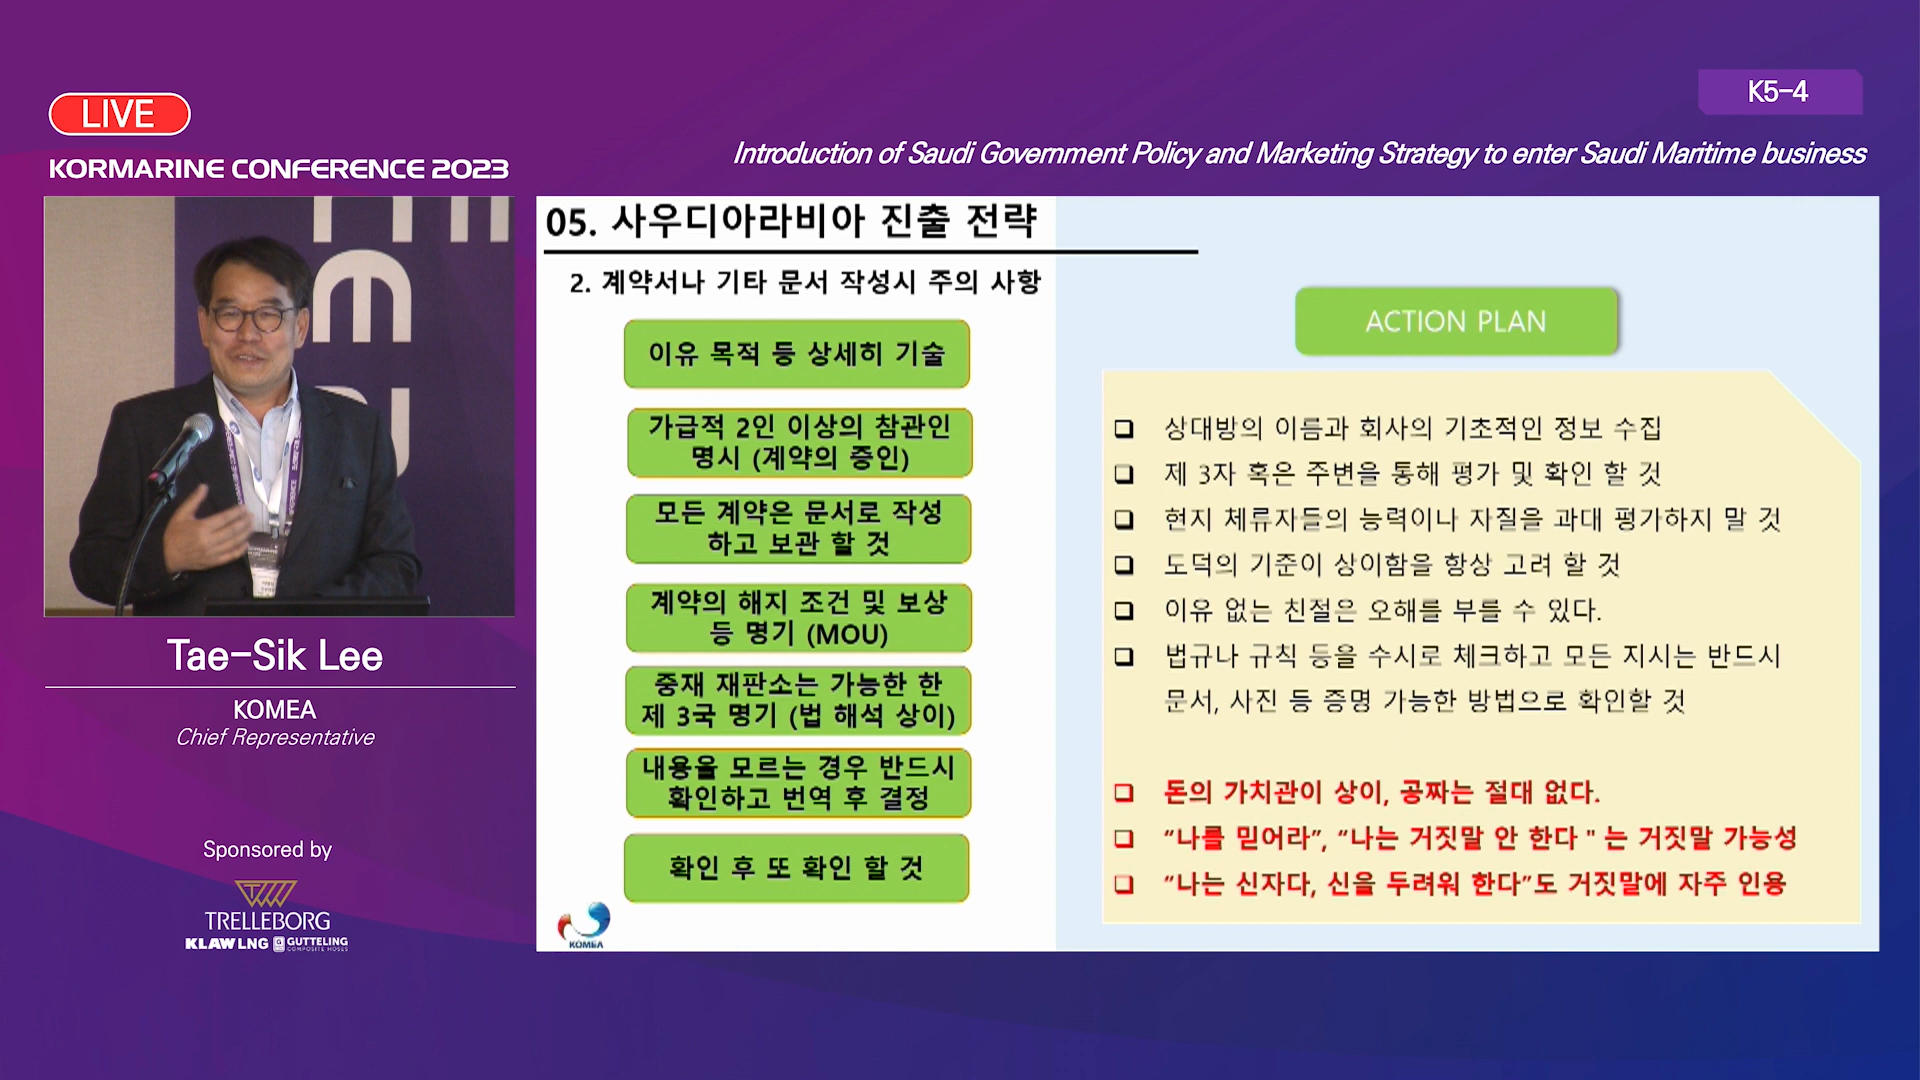 LIVE
KORMARINE CONFERENCE 2023
K5-4
Introduction of Saudi Government Policy and Marketing Strategy to enter Saudi Maritime business
Tae-Sik Lee
KOMEA
Chief Representative
Sponsored by
TRELLEBORG
KLAW LNG GUTTELING
COMPOSITE HOSES
05. 사우디아라비아 진출 전략
2. 계약서나 기타 문서 작성시 주의 사항
이유 목적 등 상세히 기술
가급적 2인 이상의 참관인
명시 (계약의 증인)
모든 계약은 문서로 작성
하고 보관 할 것
계약의 해지 조건 및 보상
등 명기 (MOU)
중재 재판소는 가능한 한
제 3국 명기 (법 해석 상이)
내용을 모르는 경우 반드시
확인하고 번역 후 결정
확인 후 또 확인 할 것
KOMEA
ACTION PLAN
상대방의 이름과 회사의 기초적인 정보 수집
제 3자 혹은 주변을 통해 평가 및 확인 할 것
현지 체류자들의 능력이나 자질을 과대 평가하지 말 것
도덕의 기준이 상이함을 항상 고려 할 것
이유 없는 친절은 오해를 부를 수 있다.
법규나 규칙 등을 수시로 체크하고 모든 지시는 반드시
문서, 사진 등 증명 가능한 방법으로 확인할 것
돈의 가치관이 상이, 공짜는 절대 없다.
“나를 믿어라”, “나는 거짓말 안 한다 " 는 거짓말 가능성
“나는 신자다, 신을 두려워 한다”도 거짓말에 자주 인용